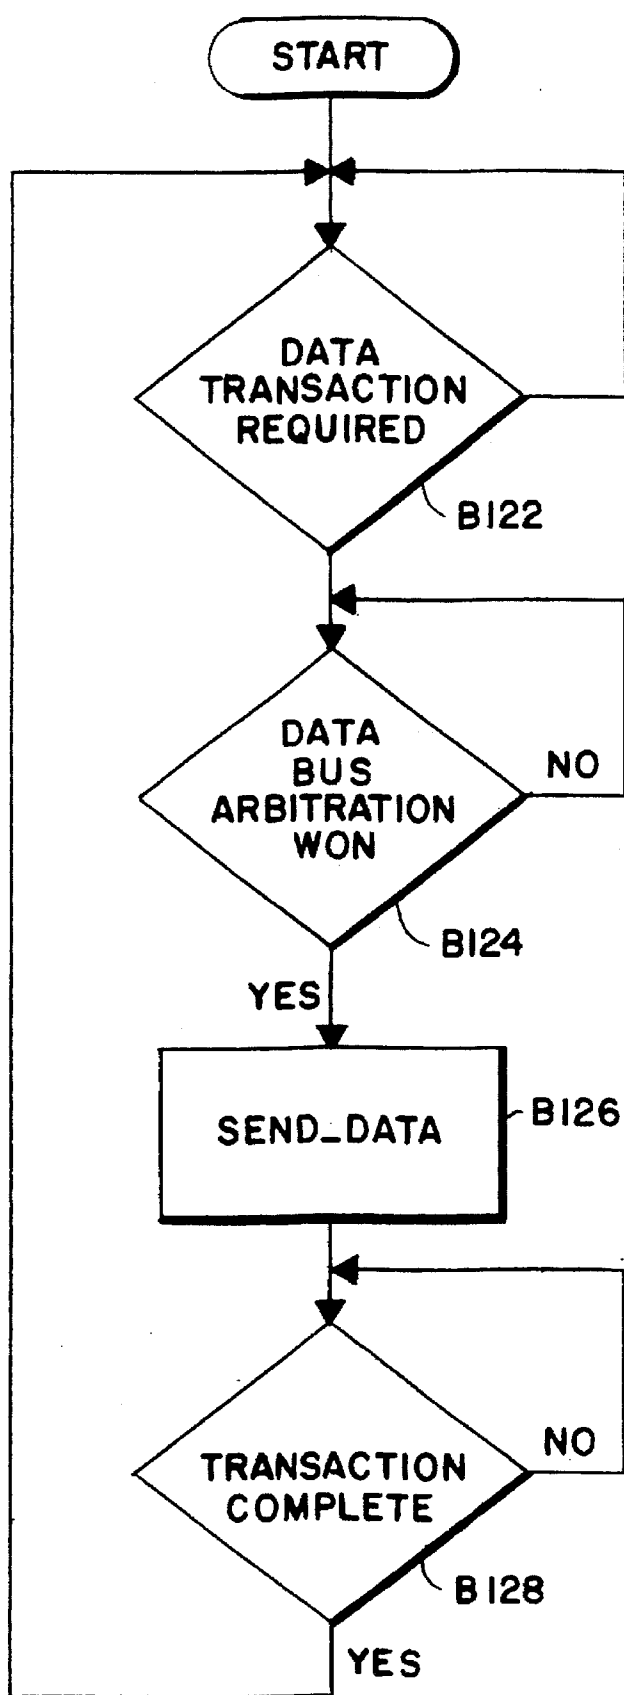 START
DATA
TRANSACTION
REQUIRED
B122
DATA
BUS
ARBITRATION
WON
NO
B124
YES
SEND_DATA
B126
TRANSACTION
COMPLETE
NO
B128
YES